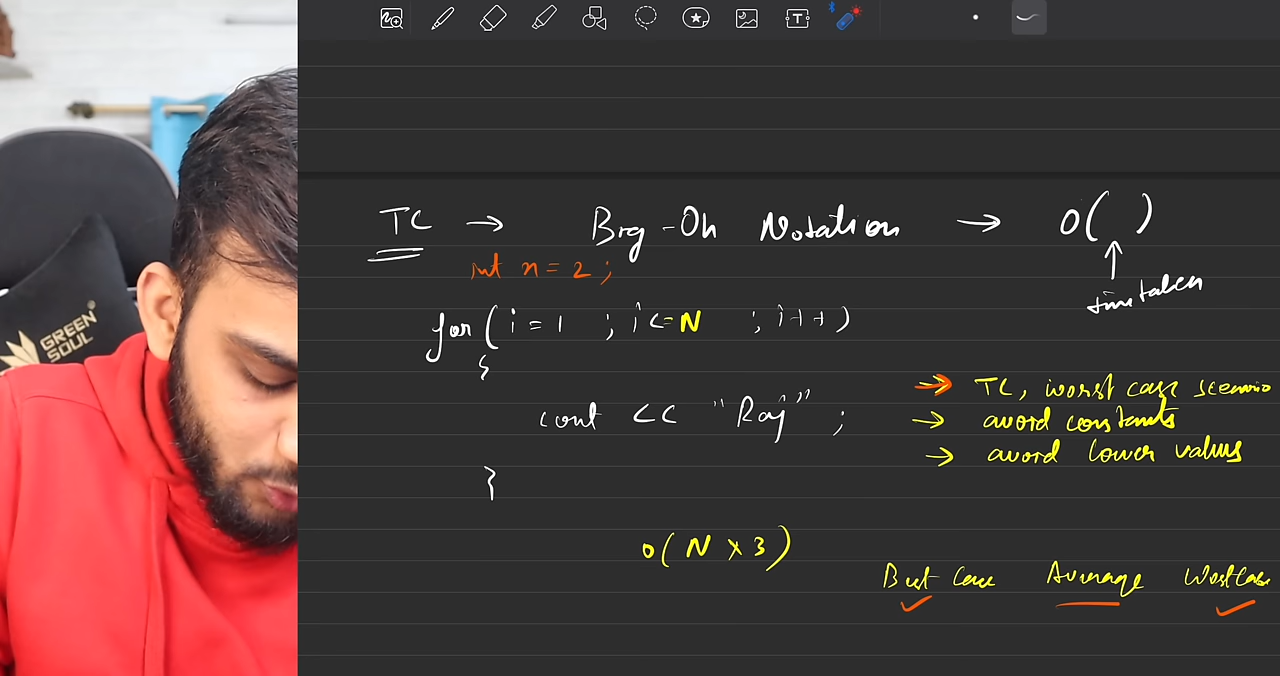 TC → Big-Oh Notation → O( )
int n = 2 ;
time taken
for ( i = 1 ; i <= N ; i++ )
{
cout << "Raj" ;
}
→ TC, worst case scenario
→ avoid constants
→ avoid lower values
O( N × 3 )
Best Case Average Worst Case
GREEN
SOUL